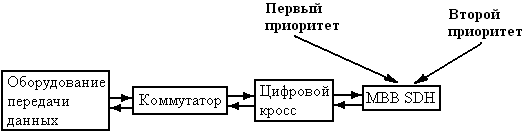 Первый
приоритет
Второй
приоритет
Оборудование
передачи
данных
Коммутатор
Цифровой
кросс
МВВ SDH